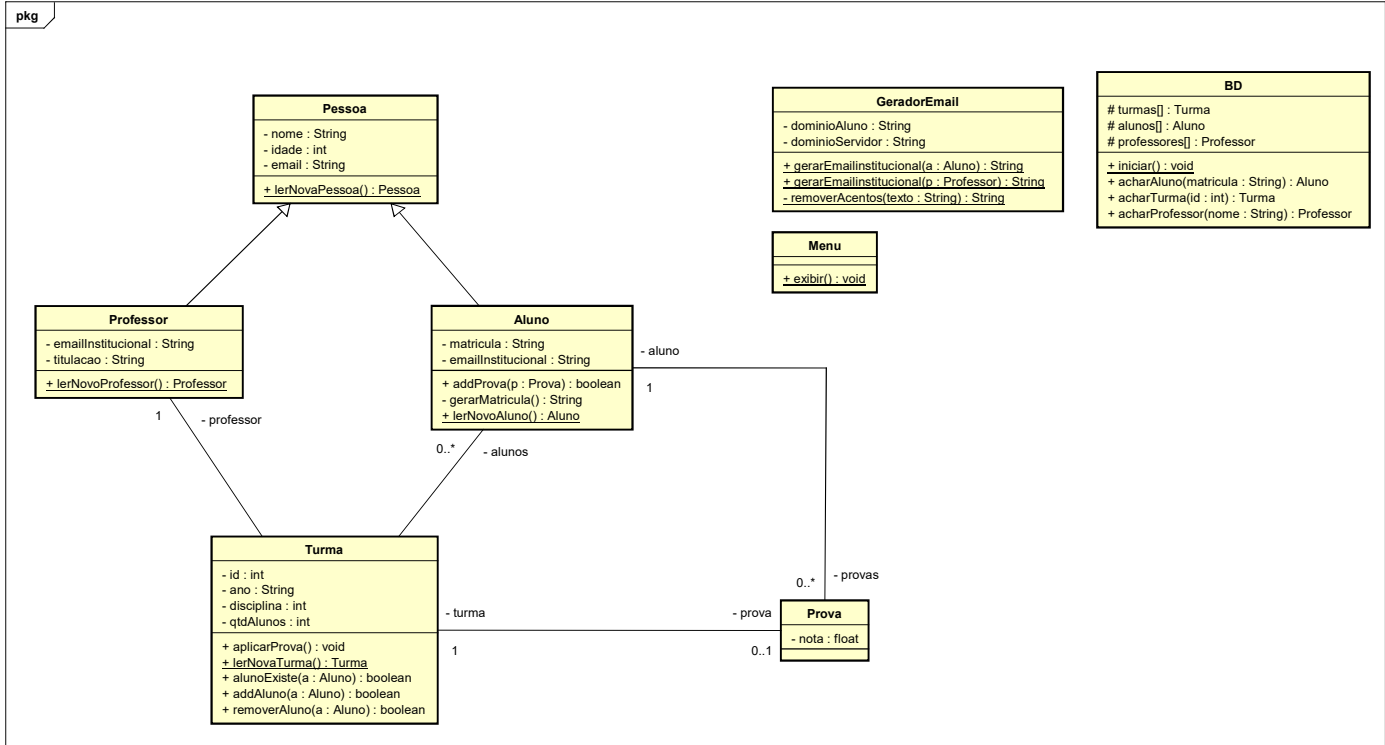 pkg
Pessoa
- nome : String
- idade : int
- email : String
+ lerNovaPessoa() : Pessoa
GeradorEmail
- dominioAluno : String
- dominioServidor : String
+ gerarEmailinstitucional(a : Aluno) : String
+ gerarEmailinstitucional(p : Professor) : String
- removerAcentos(texto : String) : String
BD
# turmas[] : Turma
# alunos[] : Aluno
# professores[] : Professor
+ iniciar() : void
+ acharAluno(matricula : String) : Aluno
+ acharTurma(id : int) : Turma
+ acharProfessor(nome : String) : Professor
Menu
+ exibir() : void
Professor
- emailInstitucional : String
- titulacao : String
+ lerNovoProfessor() : Professor
Aluno
- matricula : String
- emailInstitucional : String
+ addProva(p : Prova) : boolean
- gerarMatricula() : String
+ lerNovoAluno() : Aluno
- aluno
1
1
- professor
0..*
- alunos
Turma
- id : int
- ano : String
- disciplina : int
- qtdAlunos : int
+ aplicarProva() : void
+ lerNovaTurma() : Turma
+ alunoExiste(a : Aluno) : boolean
+ addAluno(a : Aluno) : boolean
+ removerAluno(a : Aluno) : boolean
- turma
1
- prova
0..1
0..*
- provas
Prova
- nota : float